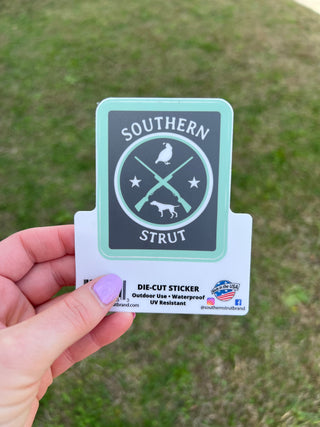 SOUTHERN
STRUT
DIE-CUT STICKER
Outdoor Use • Waterproof
UV Resistant
@southernstrutbrand